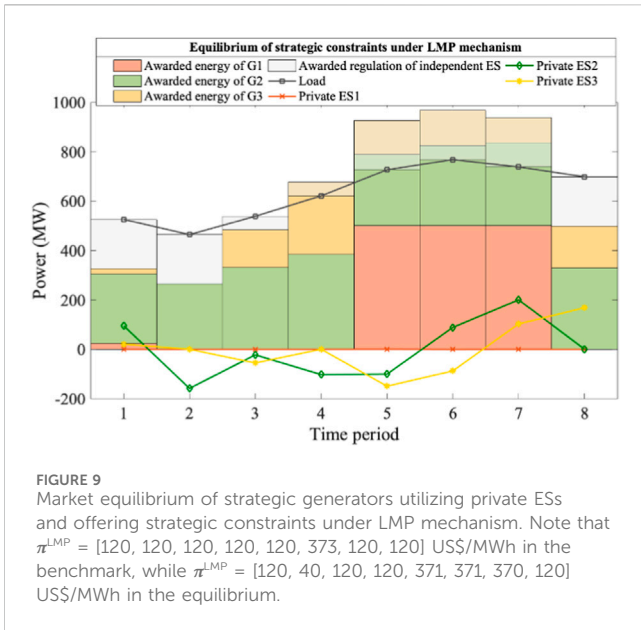 Equilibrium of strategic constraints under LMP mechanism
Awarded energy of G1 Awarded regulation of independent ES Private ES2
Awarded energy of G2 Load Private ES3
Awarded energy of G3 Private ES1
1000
800
600
400
200
0
-200
Power (MW)
1 2 3 4 5 6 7 8
Time period
FIGURE 9
Market equilibrium of strategic generators utilizing private ESs
and offering strategic constraints under LMP mechanism. Note that
π^LMP = [120, 120, 120, 120, 120, 373, 120, 120] US$/MWh in the
benchmark, while π^LMP = [120, 40, 120, 120, 371, 371, 370, 120]
US$/MWh in the equilibrium.